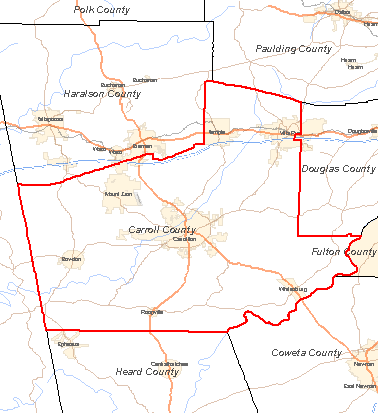 Polk County
Dallas
Paulding County
Hiram
Hiram
Buchanan
Buchanan
Haralson County
Tallapoosa
Temple
Villa
Douglasville
Waco
Waco
Bremen
Douglas County
Mount Zion
Carroll County
Carrollton
Fulton County
Bowdon
Whitesburg
Roopville
Ephesus
Centralhatchee
Heard County
Coweta County
Newnan
East Newnan